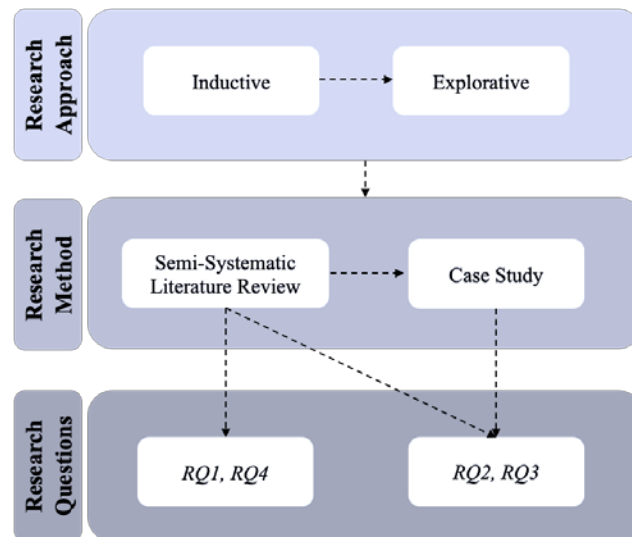 Research
Approach
Inductive
Explorative
Research
Method
Semi-Systematic
Literature Review
Case Study
Research
Questions
RQ1, RQ4
RQ2, RQ3